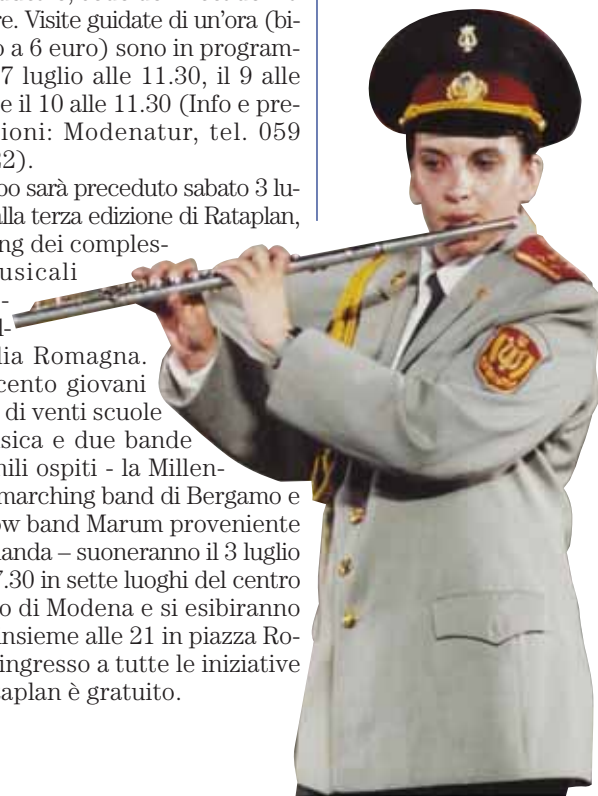 re. Visite guidate di un'ora (bi-
o a 6 euro) sono in program-
7 luglio alle 11.30, il 9 alle
e il 10 alle 11.30 (Info e pre-
ioni: Modenatur, tel. 059
22).
po sarà preceduto sabato 3 lu-
alla terza edizione di Rataplan,
ng dei comples-
usicali
-
l-
lia Romagna.
cento giovani
di venti scuole
sica e due bande
nili ospiti - la Millen-
marching band di Bergamo e
ow band Marum proveniente
landa – suoneranno il 3 luglio
7.30 in sette luoghi del centro
o di Modena e si esibiranno
insieme alle 21 in piazza Ro-
ingresso a tutte le iniziative
taplan è gratuito.